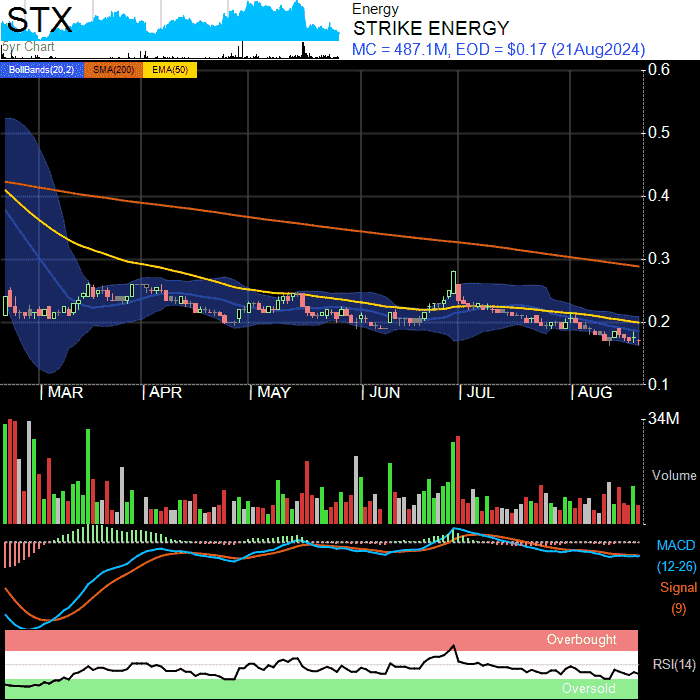 STX
5yr Chart
Energy
STRIKE ENERGY
MC = 487.1M, EOD = $0.17 (21Aug2024)
BollBands(20,2) SMA(200) EMA(50)
0.6
0.5
0.4
0.3
0.2
0.1
MAR APR MAY JUN JUL AUG
34M
Volume
MACD
(12-26)
Signal
(9)
Overbought
RSI(14)
Oversold